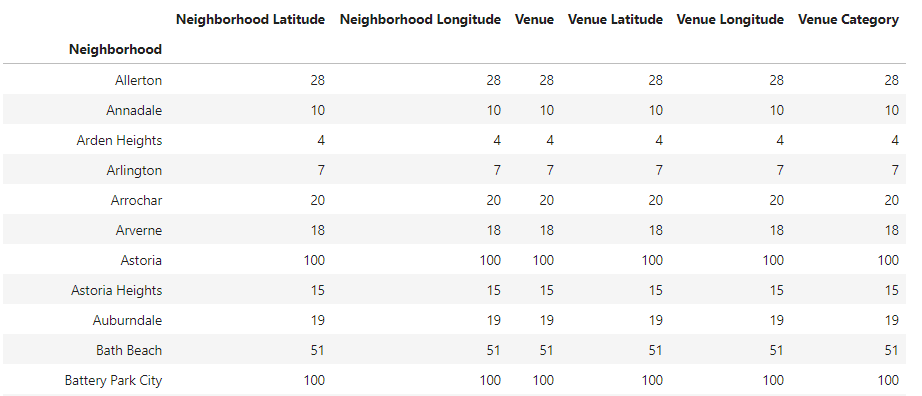 Neighborhood Latitude Neighborhood Longitude Venue Venue Latitude Venue Longitude Venue Category
Neighborhood
Allerton 28 28 28 28 28 28
Annadale 10 10 10 10 10 10
Arden Heights 4 4 4 4 4 4
Arlington 7 7 7 7 7 7
Arrochar 20 20 20 20 20 20
Arverne 18 18 18 18 18 18
Astoria 100 100 100 100 100 100
Astoria Heights 15 15 15 15 15 15
Auburndale 19 19 19 19 19 19
Bath Beach 51 51 51 51 51 51
Battery Park City 100 100 100 100 100 100